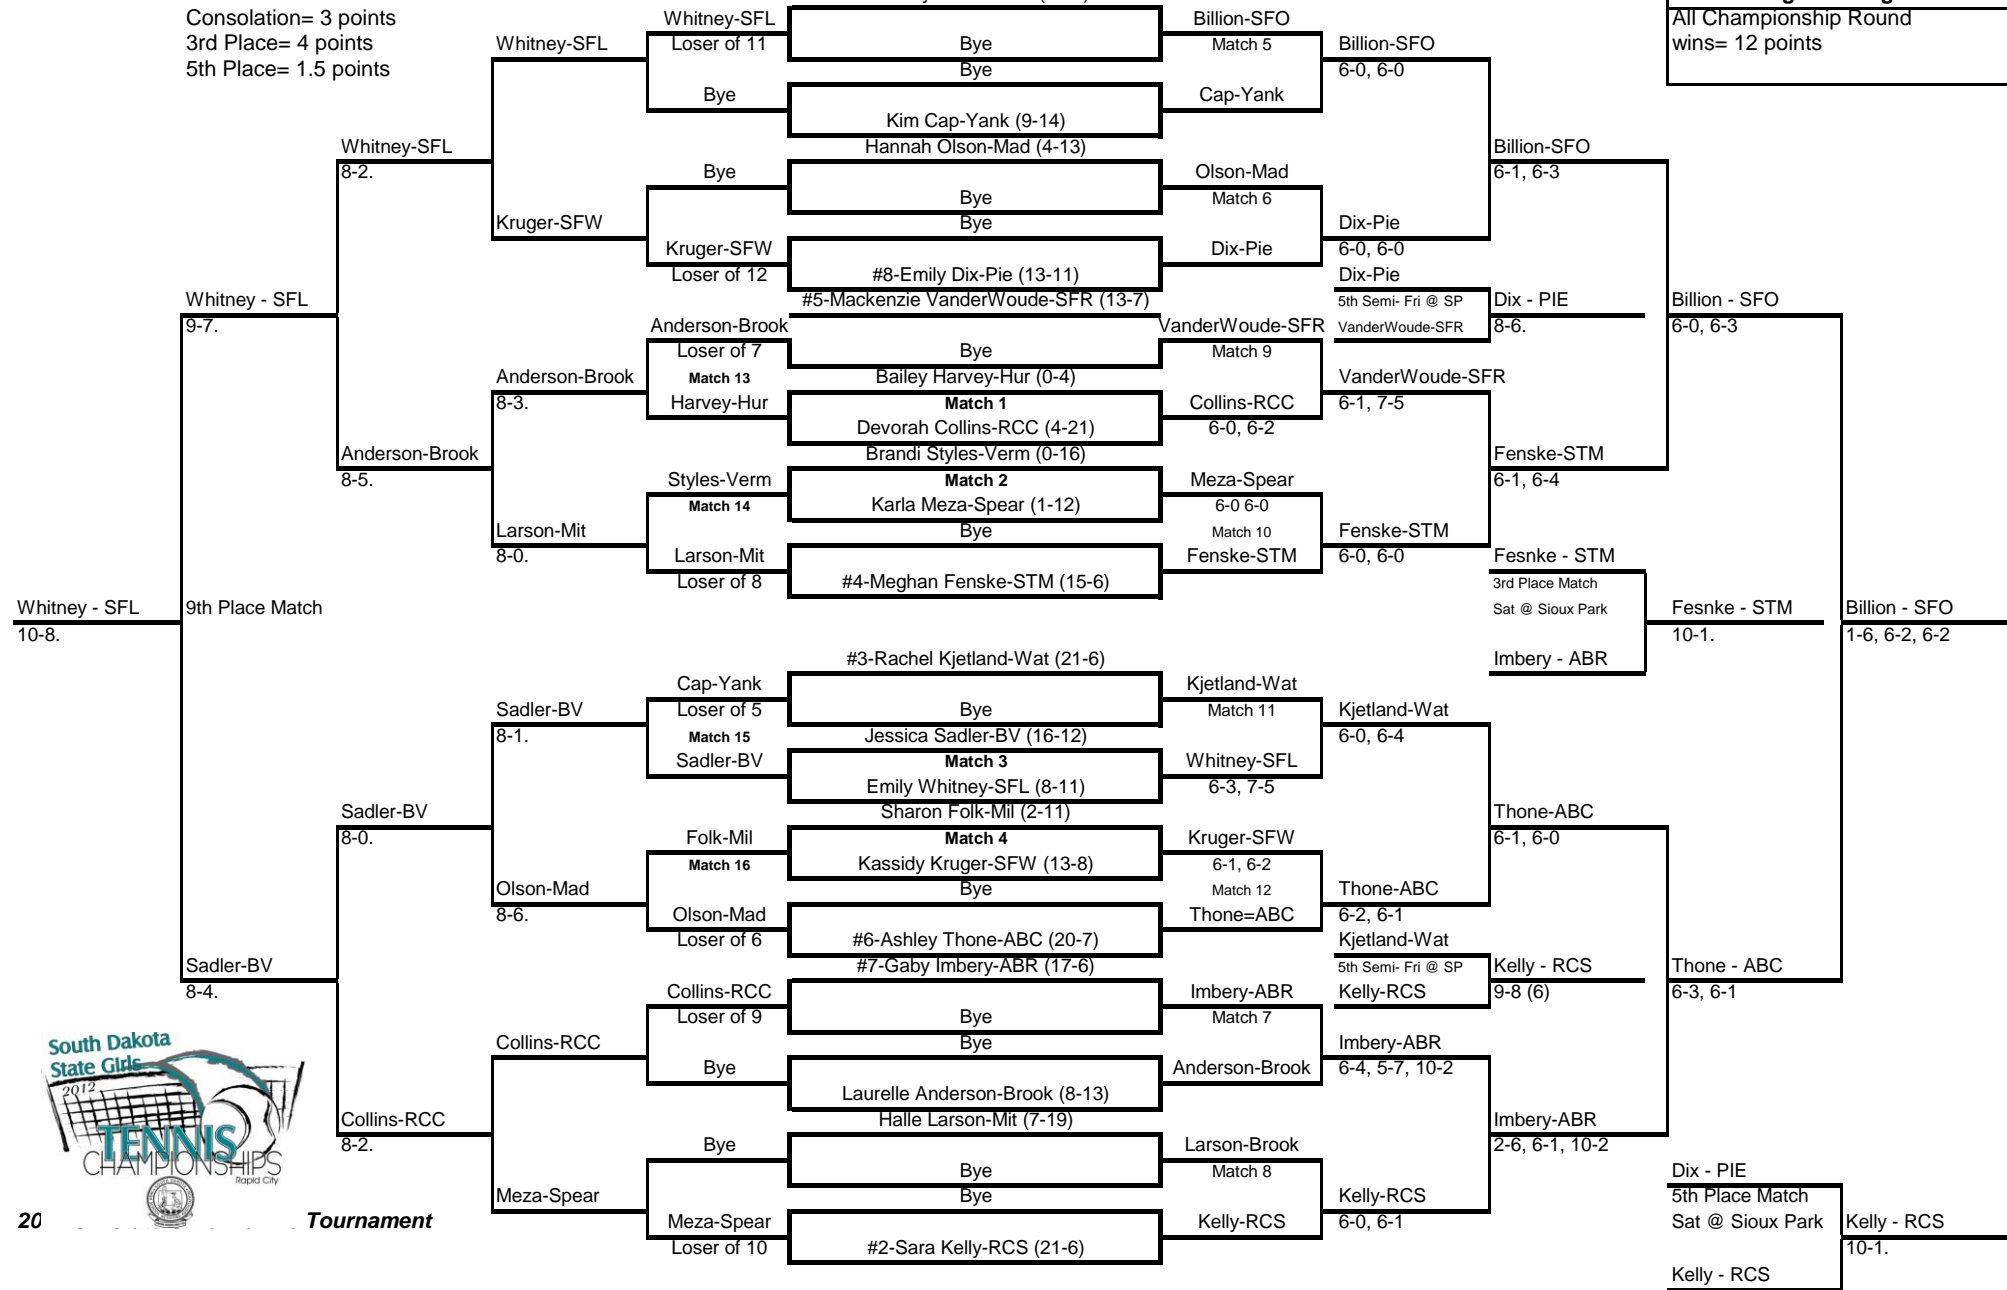 Consolation= 3 points
3rd Place= 4 points
5th Place= 1.5 points
All Championship Round
wins= 12 points
Whitney-SFL
Loser of 11
Bye
Billion-SFO
Match 5
Whitney-SFL
Billion-SFO
6-0, 6-0
Bye
Bye
Cap-Yank
Kim Cap-Yank (9-14)
Whitney-SFL
8-2.
Hannah Olson-Mad (4-13)
Billion-SFO
6-1, 6-3
Bye
Olson-Mad
Bye
Match 6
Kruger-SFW
Bye
Dix-Pie
6-0, 6-0
Kruger-SFW
Loser of 12
Dix-Pie
#8-Emily Dix-Pie (13-11)
Dix-Pie
Whitney - SFL
9-7.
#5-Mackenzie VanderWoude-SFR (13-7)
5th Semi- Fri @ SP
Dix - PIE
8-6.
Billion - SFO
6-0, 6-3
Anderson-Brook
Loser of 7
VanderWoude-SFR
VanderWoude-SFR
Bye
Match 9
Anderson-Brook
8-3.
Match 13
Bailey Harvey-Hur (0-4)
VanderWoude-SFR
6-1, 7-5
Harvey-Hur
Match 1
Collins-RCC
6-0, 6-2
Devorah Collins-RCC (4-21)
Anderson-Brook
8-5.
Brandi Styles-Verm (0-16)
Fenske-STM
6-1, 6-4
Styles-Verm
Match 2
Meza-Spear
Match 14
Karla Meza-Spear (1-12)
6-0 6-0
Larson-Mit
8-0.
Bye
Match 10
Fenske-STM
6-0, 6-0
Larson-Mit
Loser of 8
Fenske-STM
#4-Meghan Fenske-STM (15-6)
Fesnke - STM
3rd Place Match
Sat @ Sioux Park
Whitney - SFL
10-8.
9th Place Match
Fesnke - STM
10-1.
Billion - SFO
1-6, 6-2, 6-2
#3-Rachel Kjetland-Wat (21-6)
Imbery - ABR
Cap-Yank
Loser of 5
Kjetland-Wat
Sadler-BV
8-1.
Bye
Match 11
Kjetland-Wat
6-0, 6-4
Match 15
Jessica Sadler-BV (16-12)
Sadler-BV
Match 3
Whitney-SFL
Emily Whitney-SFL (8-11)
6-3, 7-5
Sadler-BV
8-0.
Sharon Folk-Mil (2-11)
Thone-ABC
6-1, 6-0
Folk-Mil
Match 4
Kruger-SFW
Match 16
Kassidy Kruger-SFW (13-8)
6-1, 6-2
Olson-Mad
8-6.
Bye
Match 12
Thone-ABC
6-2, 6-1
Olson-Mad
Loser of 6
Thone=ABC
#6-Ashley Thone-ABC (20-7)
Kjetland-Wat
Sadler-BV
8-4.
#7-Gaby Imbery-ABR (17-6)
5th Semi- Fri @ SP
Kelly - RCS
9-8 (6)
Thone - ABC
6-3, 6-1
Collins-RCC
Loser of 9
Imbery-ABR
Kelly-RCS
Bye
Match 7
Collins-RCC
Bye
Imbery-ABR
6-4, 5-7, 10-2
Bye
Anderson-Brook
Laurelle Anderson-Brook (8-13)
Collins-RCC
8-2.
Halle Larson-Mit (7-19)
Imbery-ABR
2-6, 6-1, 10-2
Bye
Larson-Brook
Bye
Match 8
Dix - PIE
Meza-Spear
Bye
Kelly-RCS
6-0, 6-1
5th Place Match
Sat @ Sioux Park
Meza-Spear
Loser of 10
Kelly-RCS
Kelly - RCS
10-1.
#2-Sara Kelly-RCS (21-6)
Kelly - RCS
South Dakota
State Girls
2012
TENNIS
CHAMPIONSHIPS
Rapid City
20
Tournament